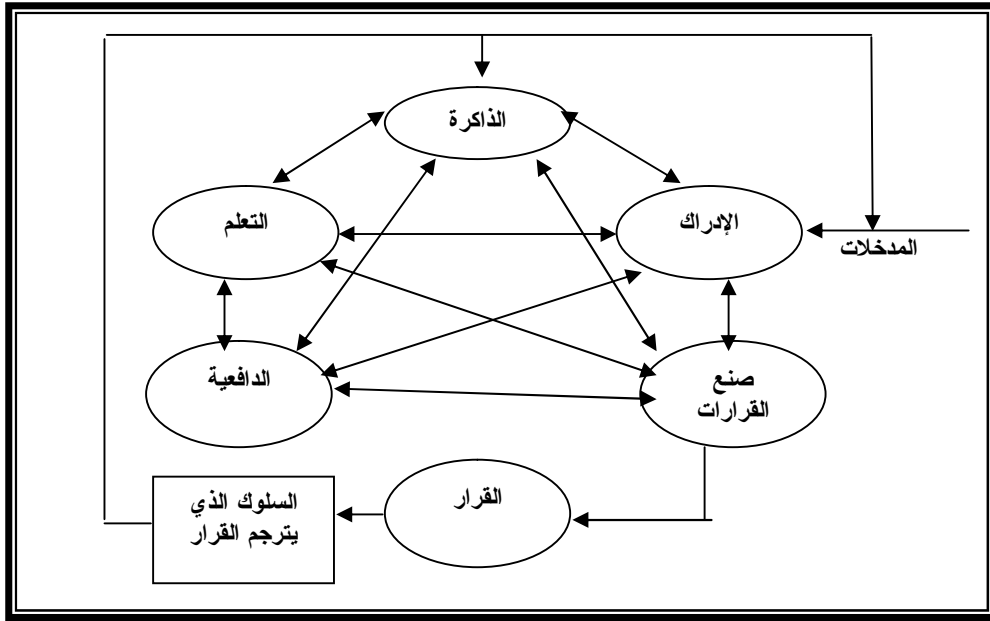 الذاكرة
الإدراك
التعلم
المدخلات
صنع
القرارات
الدافعية
القرار
السلوك الذي
يترجم القرار